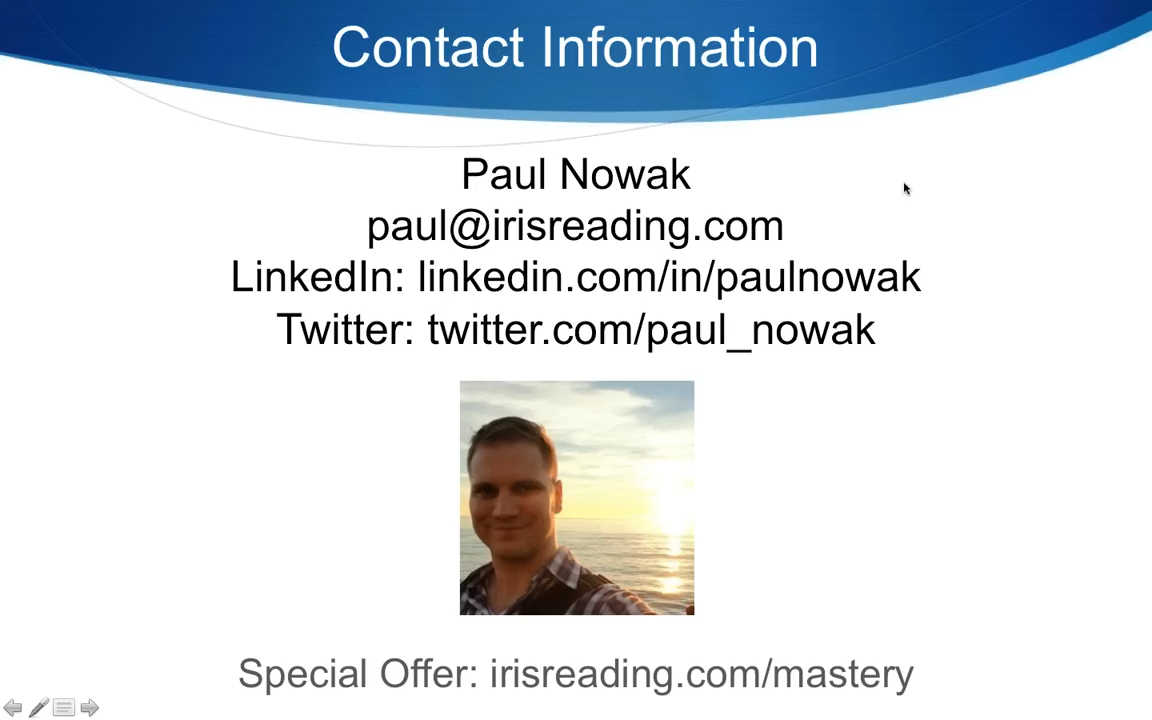 Contact Information
Paul Nowak
paul@irisreading.com
LinkedIn: linkedin.com/in/paulnowak
Twitter: twitter.com/paul_nowak
Special Offer: irisreading.com/mastery